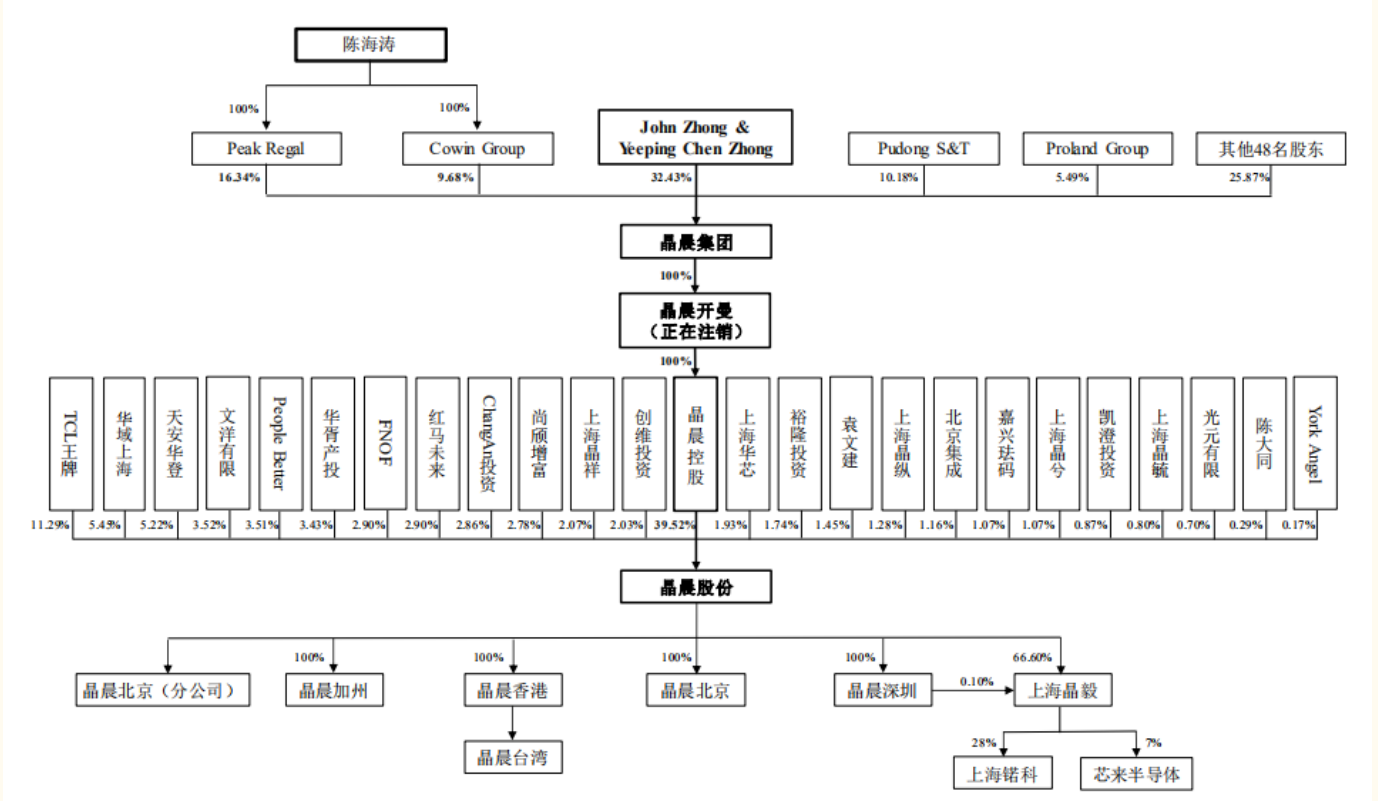 陈海涛
100%
100%
Peak Regal
Cowin Group
John Zhong &
Yeeping Chen Zhong
Pudong S&T
Proland Group
其他48名股东
16.34%
9.68%
32.43%
10.18%
5.49%
25.87%
晶晨集团
100%
晶晨开曼
（正在注销）
100%
TCL王牌
华域上海
天安华登
文洋有限
People Better
华胥产投
FNOF
红马未来
ChangAn投资
尚颀增富
上海晶祥
创维投资
晶晨控股
上海华芯
裕隆投资
袁文建
上海晶纵
北京集成
嘉兴珐码
上海晶兮
凯澄投资
上海晶毓
光元有限
陈大同
York Angel
11.29%
5.45%
5.22%
3.52%
3.51%
3.43%
2.90%
2.90%
2.86%
2.78%
2.07%
2.03%
39.52%
1.93%
1.74%
1.45%
1.28%
1.16%
1.07%
1.07%
0.87%
0.80%
0.70%
0.29%
0.17%
晶晨股份
100%
100%
100%
100%
66.60%
晶晨北京（分公司）
晶晨加州
晶晨香港
晶晨北京
晶晨深圳
0.10%
上海晶毅
晶晨台湾
28%
7%
上海锘科
芯来半导体